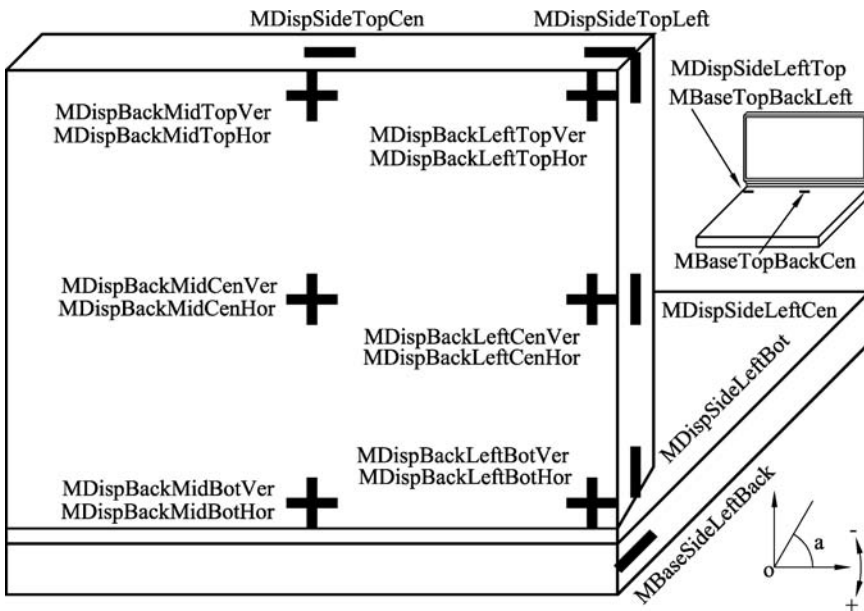 MDispSideTopCen
MDispSideTopLeft
MDispSideLeftTop
MBaseTopBackLeft
MDispBackMidTopVer
MDispBackMidTopHor
MDispBackLeftTopVer
MDispBackLeftTopHor
MBaseTopBackCen
MDispBackMidCenVer
MDispBackMidCenHor
MDispSideLeftCen
MDispBackLeftCenVer
MDispBackLeftCenHor
MDispSideLeftBot
MDispBackLeftBotVer
MDispBackLeftBotHor
MDispBackMidBotVer
MDispBackMidBotHor
MBaseSideLeftBack
a
-
o
+